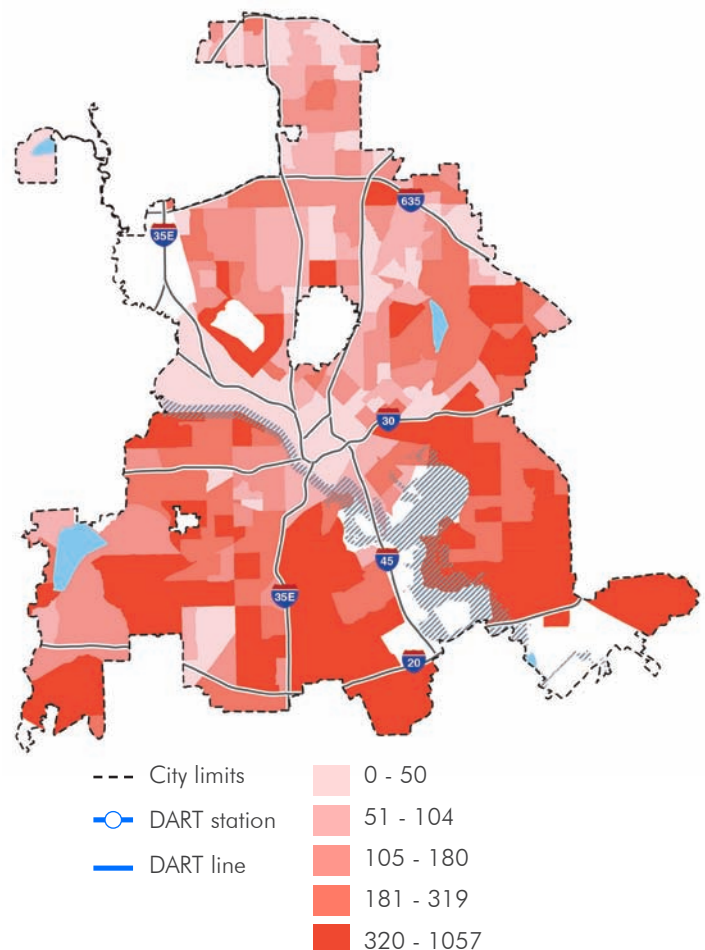 635
35E
30
45
35E
20
City limits
DART station
DART line
0 - 50
51 - 104
105 - 180
181 - 319
320 - 1057